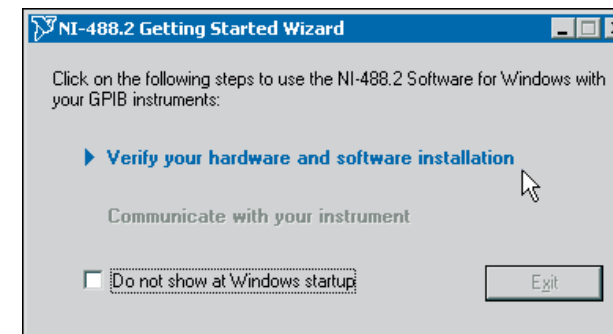 NI-488.2 Getting Started Wizard
Click on the following steps to use the NI-488.2 Software for Windows with
your GPIB instruments:
Verify your hardware and software installation
Communicate with your instrument
Do not show at Windows startup
Exit